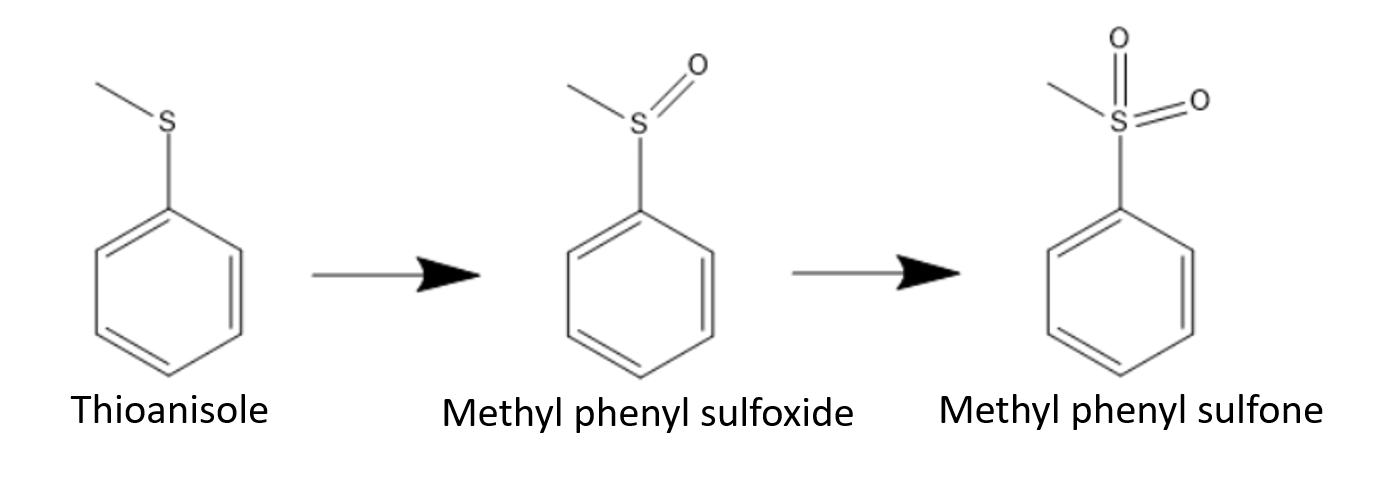 O
O
O
S
S
S
Thioanisole
Methyl phenyl sulfoxide
Methyl phenyl sulfone